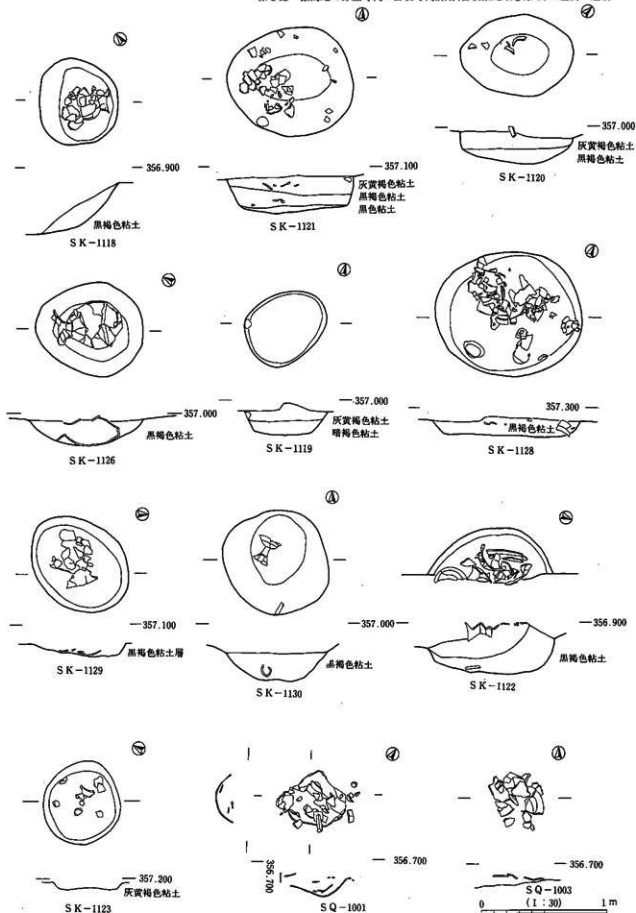 356.900
黒褐色粘土
SK-1118
357.100
灰黄褐色粘土
黒褐色粘土
黒色粘土
SK-1121
357.000
灰黄褐色粘土
黒褐色粘土
SK-1120
357.000
黒褐色粘土
SK-1126
357.000
灰黄褐色粘土
暗褐色粘土
SK-1119
357.300
黒褐色粘土
SK-1128
357.100
黒褐色粘土層
SK-1129
357.000
黒褐色粘土
SK-1130
356.900
黒褐色粘土
SK-1122
357.200
灰黄褐色粘土
SK-1123
356.700
356.700
SQ-1001
356.700
SQ-1003
0 (1:30) 1m